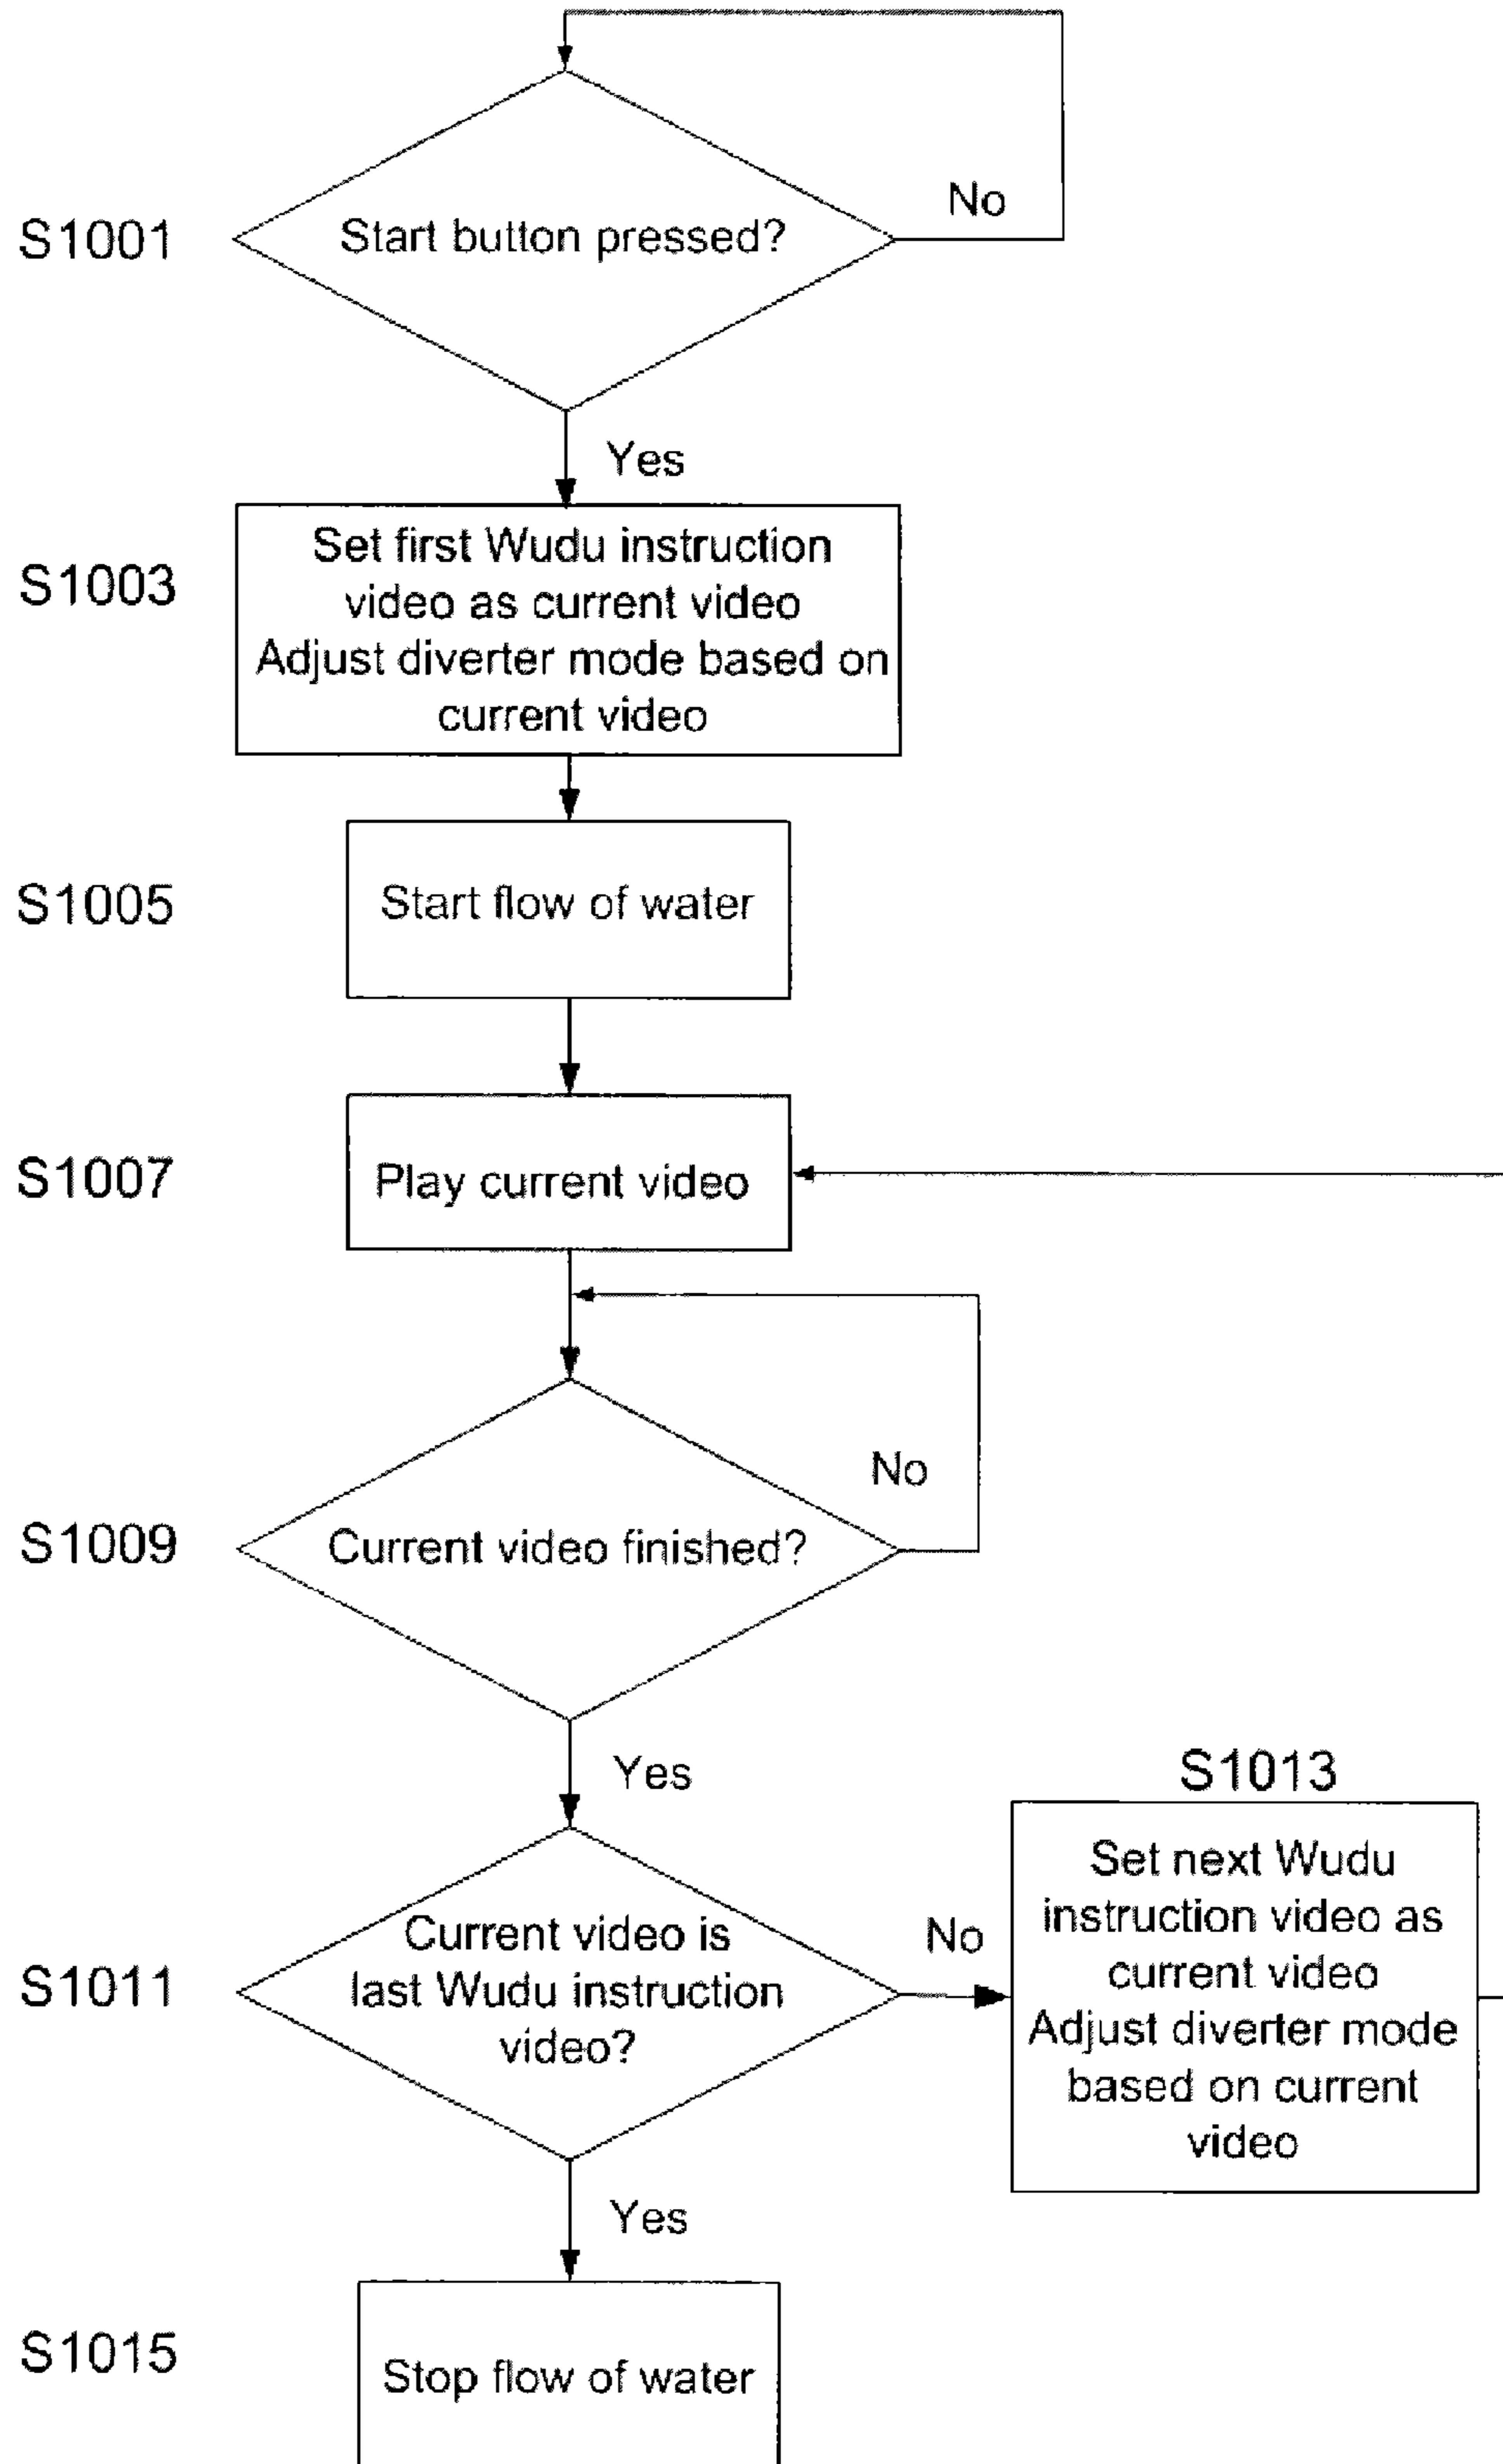 No
S1001
Start button pressed?
Yes
S1003
Set first Wudu instruction
video as current video
Adjust diverter mode based on
current video
S1005
Start flow of water
S1007
Play current video
No
S1009
Current video finished?
Yes
S1013
S1011
Current video is
last Wudu instruction
video?
No
Set next Wudu
instruction video as
current video
Adjust diverter mode
based on current
video
Yes
S1015
Stop flow of water